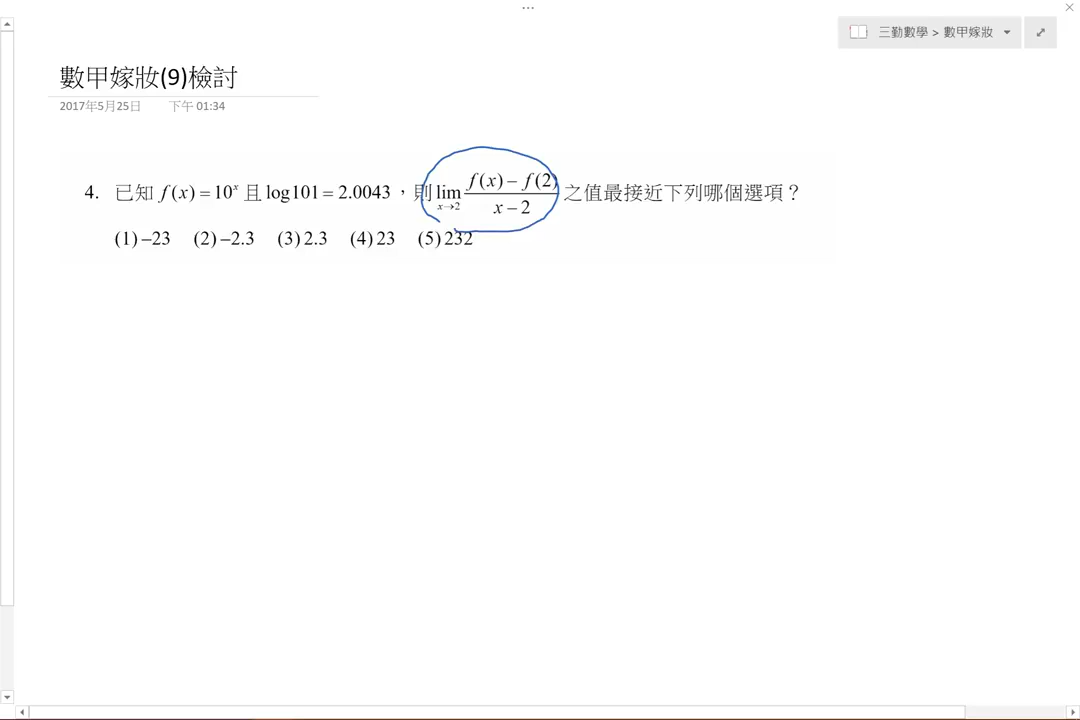 ...
三勤數學 > 數甲嫁妝
數甲嫁妝(9)檢討
2017年5月25日 下午 01:34
4. 已知 f(x)=10^x 且 log101=2.0043，則 lim_{x→2} (f(x)−f(2))/(x−2) 之值最接近下列哪個選項？
(1)−23 (2)−2.3 (3)2.3 (4)23 (5)232